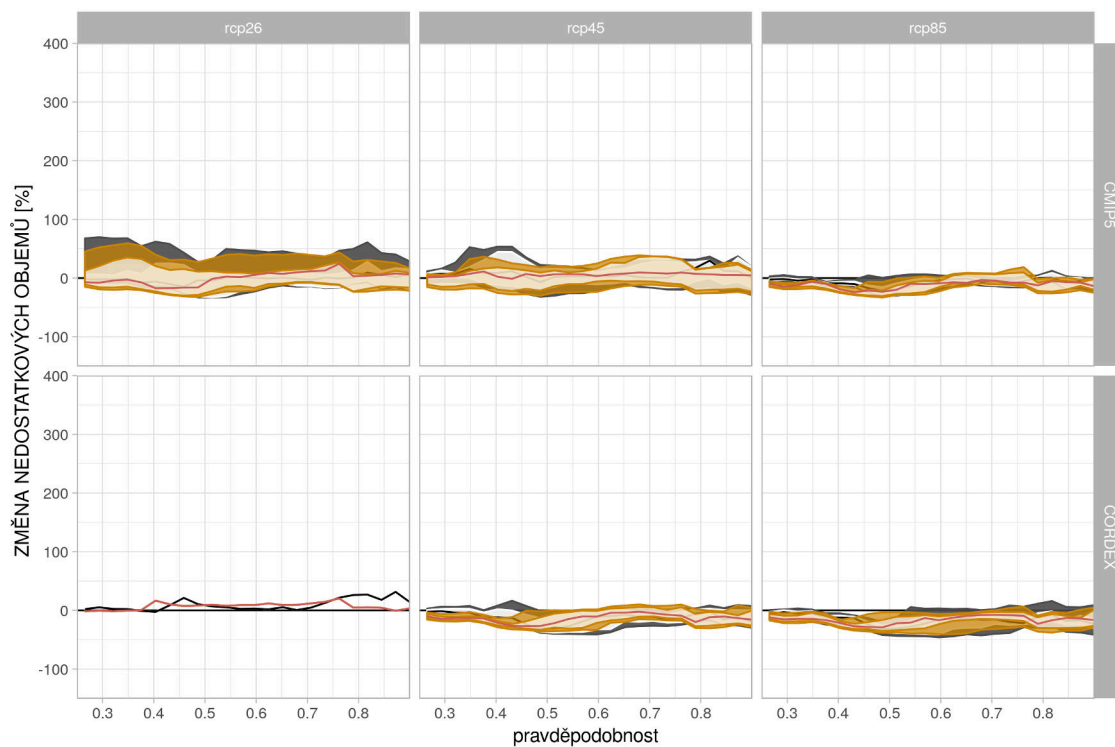 rcp26 rcp45 rcp85
400
300
200
100
0
-100
CMIP5
400
300
200
100
0
-100
CORDEX
ZMĚNA NEDOSTATKOVÝCH OBJEMŮ [%]
0.3 0.4 0.5 0.6 0.7 0.8 0.3 0.4 0.5 0.6 0.7 0.8 0.3 0.4 0.5 0.6 0.7 0.8
pravděpodobnost